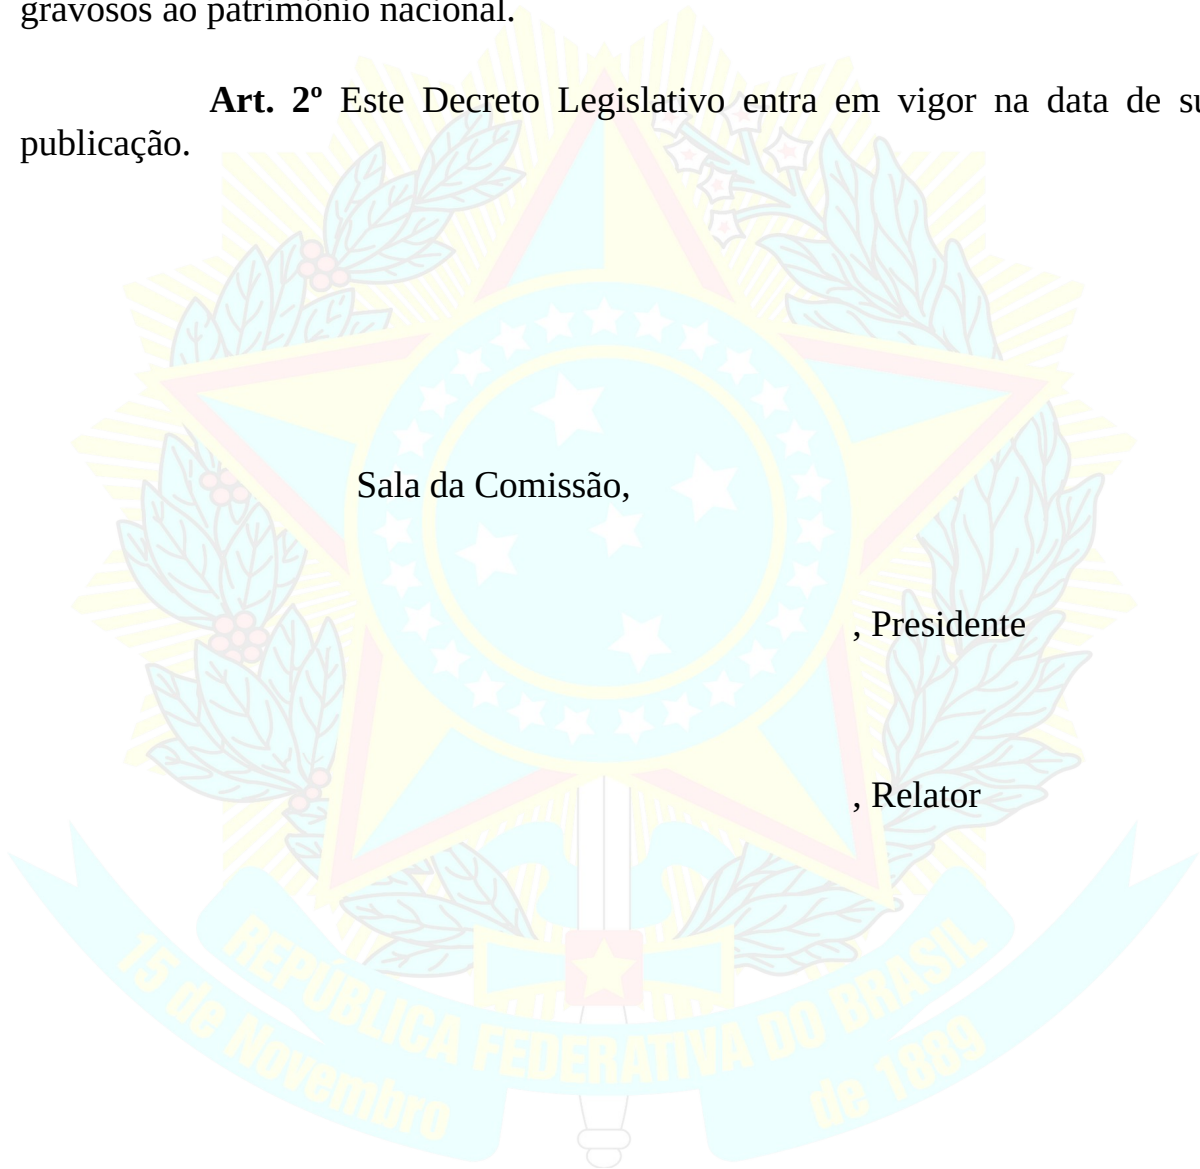 gravosos ao patrimônio nacional.
Art. 2º Este Decreto Legislativo entra em vigor na data de su
publicação.
Sala da Comissão,
, Presidente
, Relator
REPÚBLICA FEDERATIVA DO BRASIL
15 de Novembro
de 1889